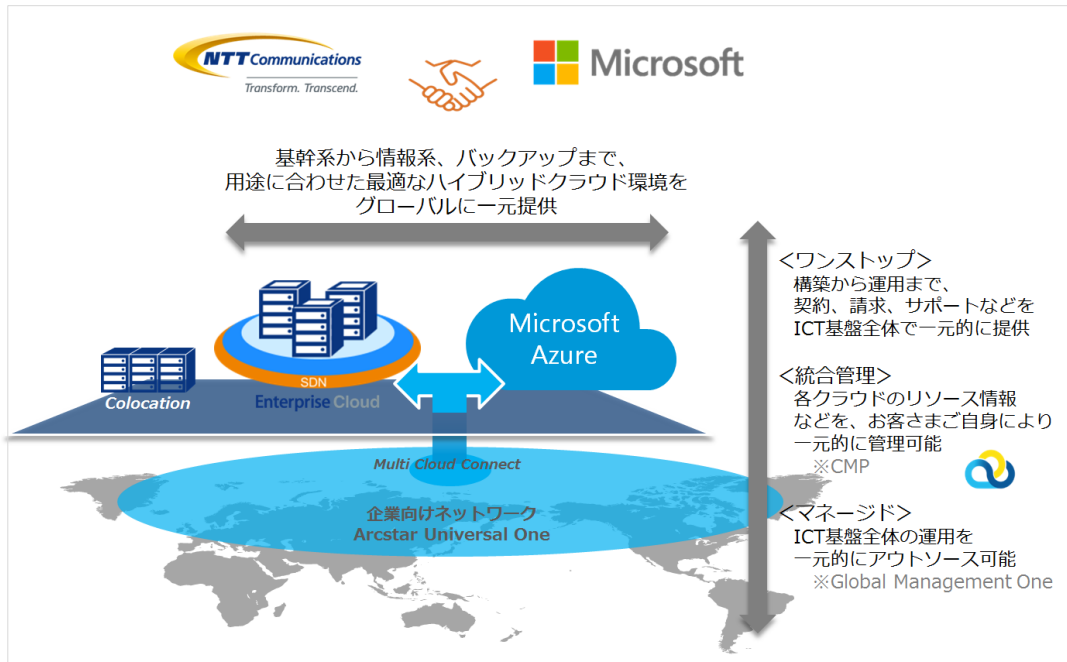 NTT Communications
Transform. Transcend.
Microsoft
基幹系から情報系、バックアップまで、
用途に合わせた最適なハイブリッドクラウド環境を
グローバルに一元提供
＜ワンストップ＞
構築から運用まで、
契約、請求、サポートなどを
ICT基盤全体で一元的に提供
Microsoft
Azure
SDN
Colocation
Enterprise Cloud
＜統合管理＞
各クラウドのリソース情報
などを、お客さまご自身により
一元的に管理可能
※CMP
Multi Cloud Connect
企業向けネットワーク
Arcstar Universal One
＜マネージド＞
ICT基盤全体の運用を
一元的にアウトソース可能
※Global Management One